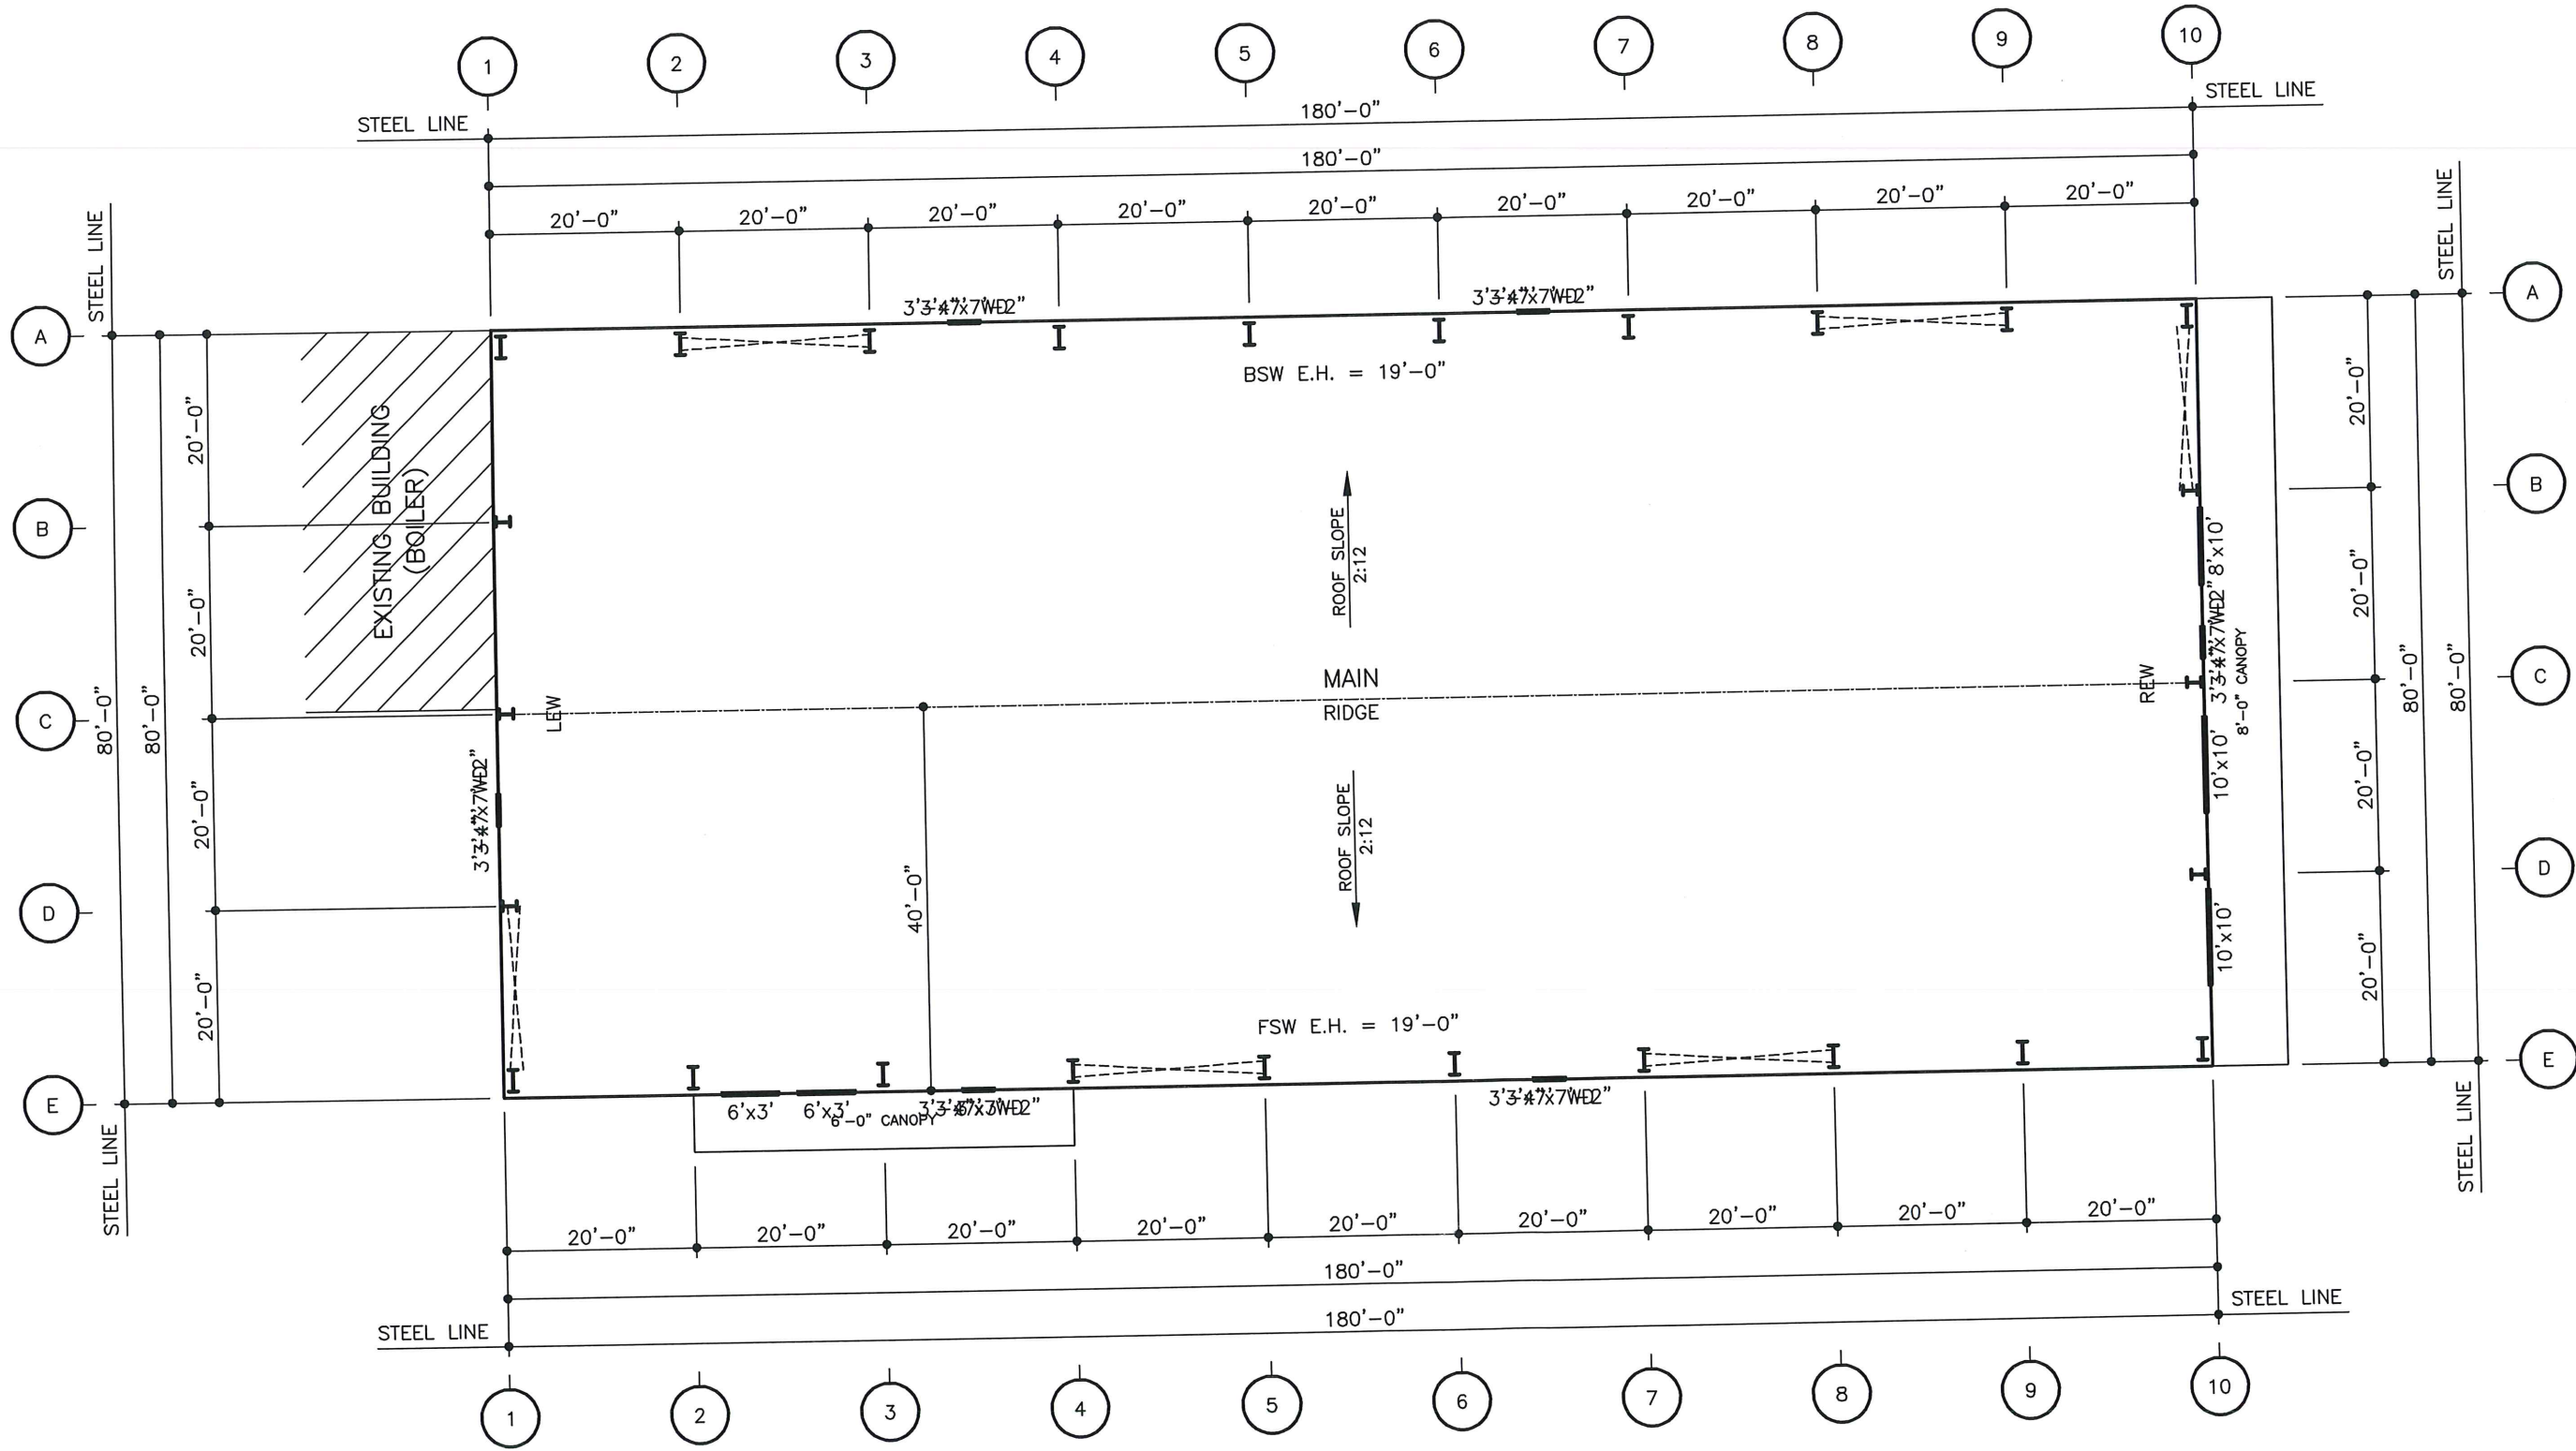 1 2 3 4 5 6 7 8 9 10
STEEL LINE
STEEL LINE
180'-0"
180'-0"
20'-0" 20'-0" 20'-0" 20'-0" 20'-0" 20'-0" 20'-0" 20'-0" 20'-0"
STEEL LINE
STEEL LINE
A
B
C
D
E
80'-0"
80'-0"
20'-0"
20'-0"
20'-0"
20'-0"
EXISTING BUILDING
(BOILER)
BSW E.H. = 19'-0"
ROOF SLOPE
2:12
MAIN
RIDGE
LEW
REW
ROOF SLOPE
2:12
40'-0"
FSW E.H. = 19'-0"
8'x10'
8'-0" CANOPY
10'x10'
10'x10'
20'-0"
20'-0"
20'-0"
20'-0"
80'-0"
80'-0"
A
B
C
D
E
6'x3' 6'x3'
6'-0" CANOPY
STEEL LINE
STEEL LINE
20'-0" 20'-0" 20'-0" 20'-0" 20'-0" 20'-0" 20'-0" 20'-0" 20'-0"
180'-0"
180'-0"
STEEL LINE
STEEL LINE
1 2 3 4 5 6 7 8 9 10